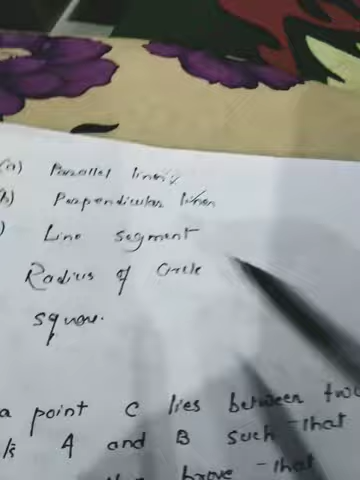 (a) Parallel lines
(b) Perpendicular lines
) Line segment
Radius of circle
square.
a point C lies between two
ts A and B such that
prove that